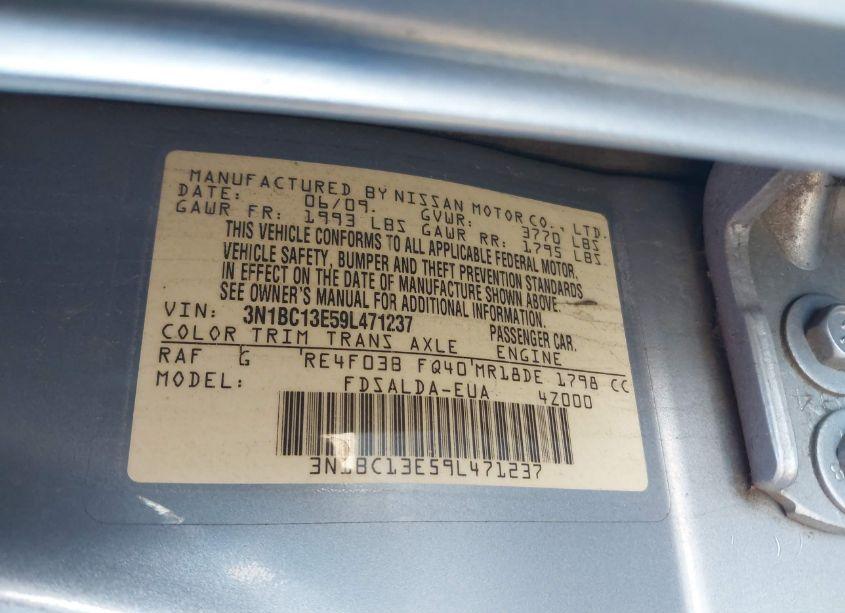 MANUFACTURED BY NISSAN MOTOR CO., LTD.
DATE: 06/09. GVWR: 3770 LBS
GAWR FR: 1993 LBS GAWR RR: 1795 LBS
THIS VEHICLE CONFORMS TO ALL APPLICABLE FEDERAL MOTOR
VEHICLE SAFETY, BUMPER AND THEFT PREVENTION STANDARDS
IN EFFECT ON THE DATE OF MANUFACTURE SHOWN ABOVE.
SEE OWNER'S MANUAL FOR ADDITIONAL INFORMATION.
VIN: 3N1BC13E59L471237 PASSENGER CAR.
COLOR TRIM TRANS AXLE ENGINE
RAF G RE4F03B FQ40 MR18DE 1798 CC
MODEL: FDSALDA-EUA 4Z000
3N1BC13E59L471237